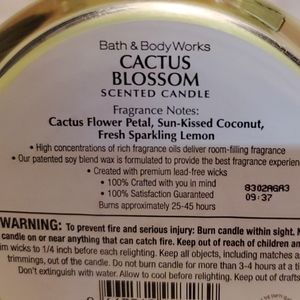 Bath & Body Works
CACTUS
BLOSSOM
SCENTED CANDLE
Fragrance Notes:
Cactus Flower Petal, Sun-Kissed Coconut,
Fresh Sparkling Lemon
• High concentrations of rich fragrance oils deliver room-filling fragrance
• Our patented soy blend wax is formulated to provide the best fragrance experien
• Created with premium lead-free wicks
• 100% Crafted with you in mind
• 100% Satisfaction Guaranteed
Burns approximately 25-45 hours
8302AGA3
09:37
WARNING: To prevent fire and serious injury: Burn candle within sight.
candle on or near anything that can catch fire. Keep out of reach of children an
im wicks to 1/4 inch before each relighting. Keep all objects, including matches a
trimmings, out of the candle. Do not burn candle for more than 3-4 hours at a ti
Don't extinguish with water. Allow to cool before relighting. Keep out of drafts